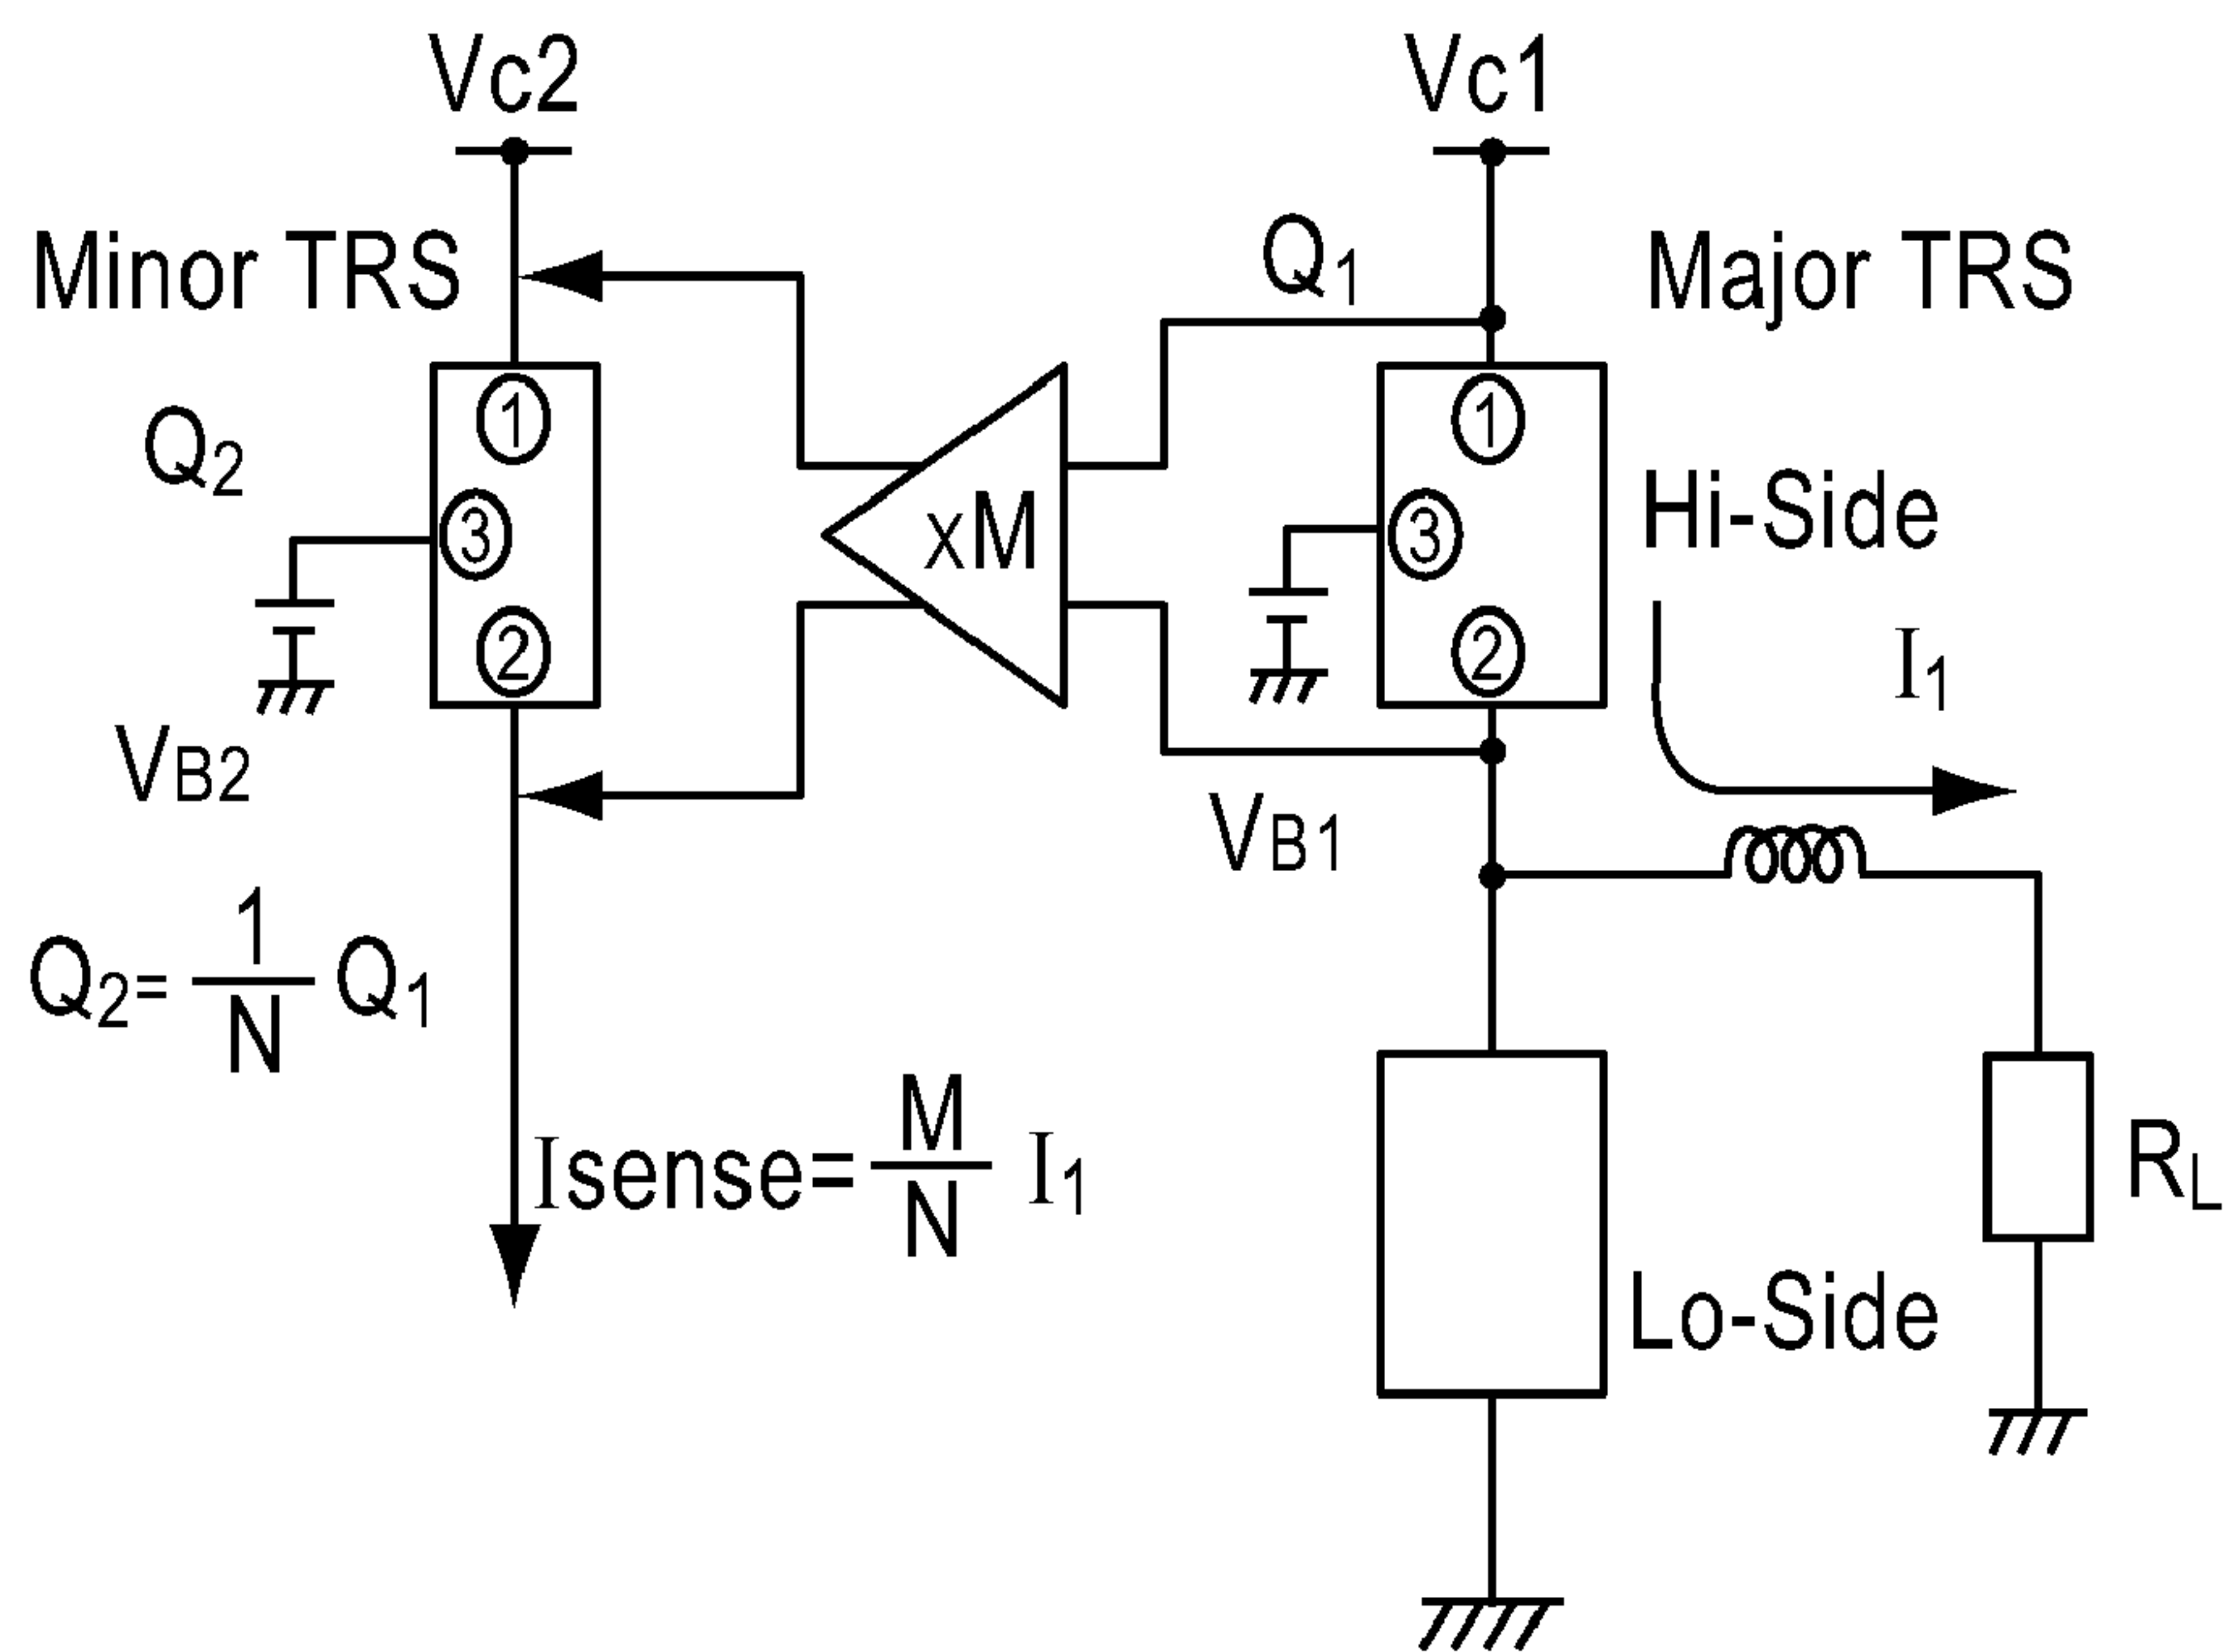 Vc2
Vc1
Minor TRS
Q1
Major TRS
1
1
Q2
3
xM
3
Hi-Side
2
2
I1
VB2
VB1
Q2= 1/N Q1
Isense= M/N I1
RL
Lo-Side